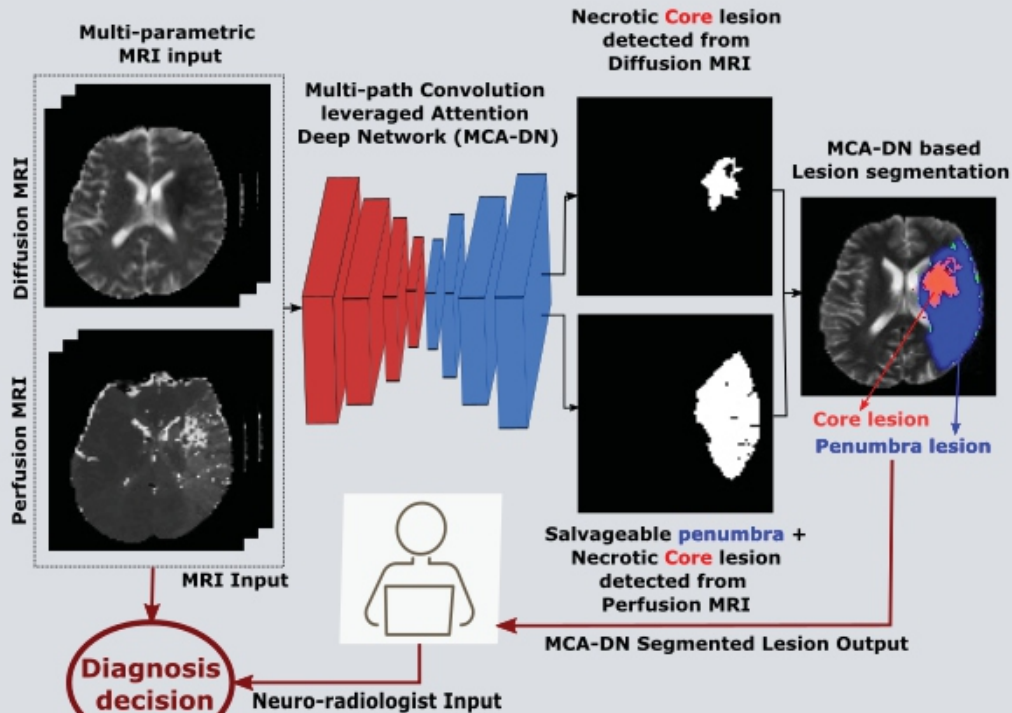 Multi-parametric
MRI input
Diffusion MRI
Perfusion MRI
MRI Input
Multi-path Convolution
leveraged Attention
Deep Network (MCA-DN)
Necrotic Core lesion
detected from
Diffusion MRI
Salvageable penumbra +
Necrotic Core lesion
detected from
Perfusion MRI
MCA-DN based
Lesion segmentation
Core lesion
Penumbra lesion
MCA-DN Segmented Lesion Output
Neuro-radiologist Input
Diagnosis
decision